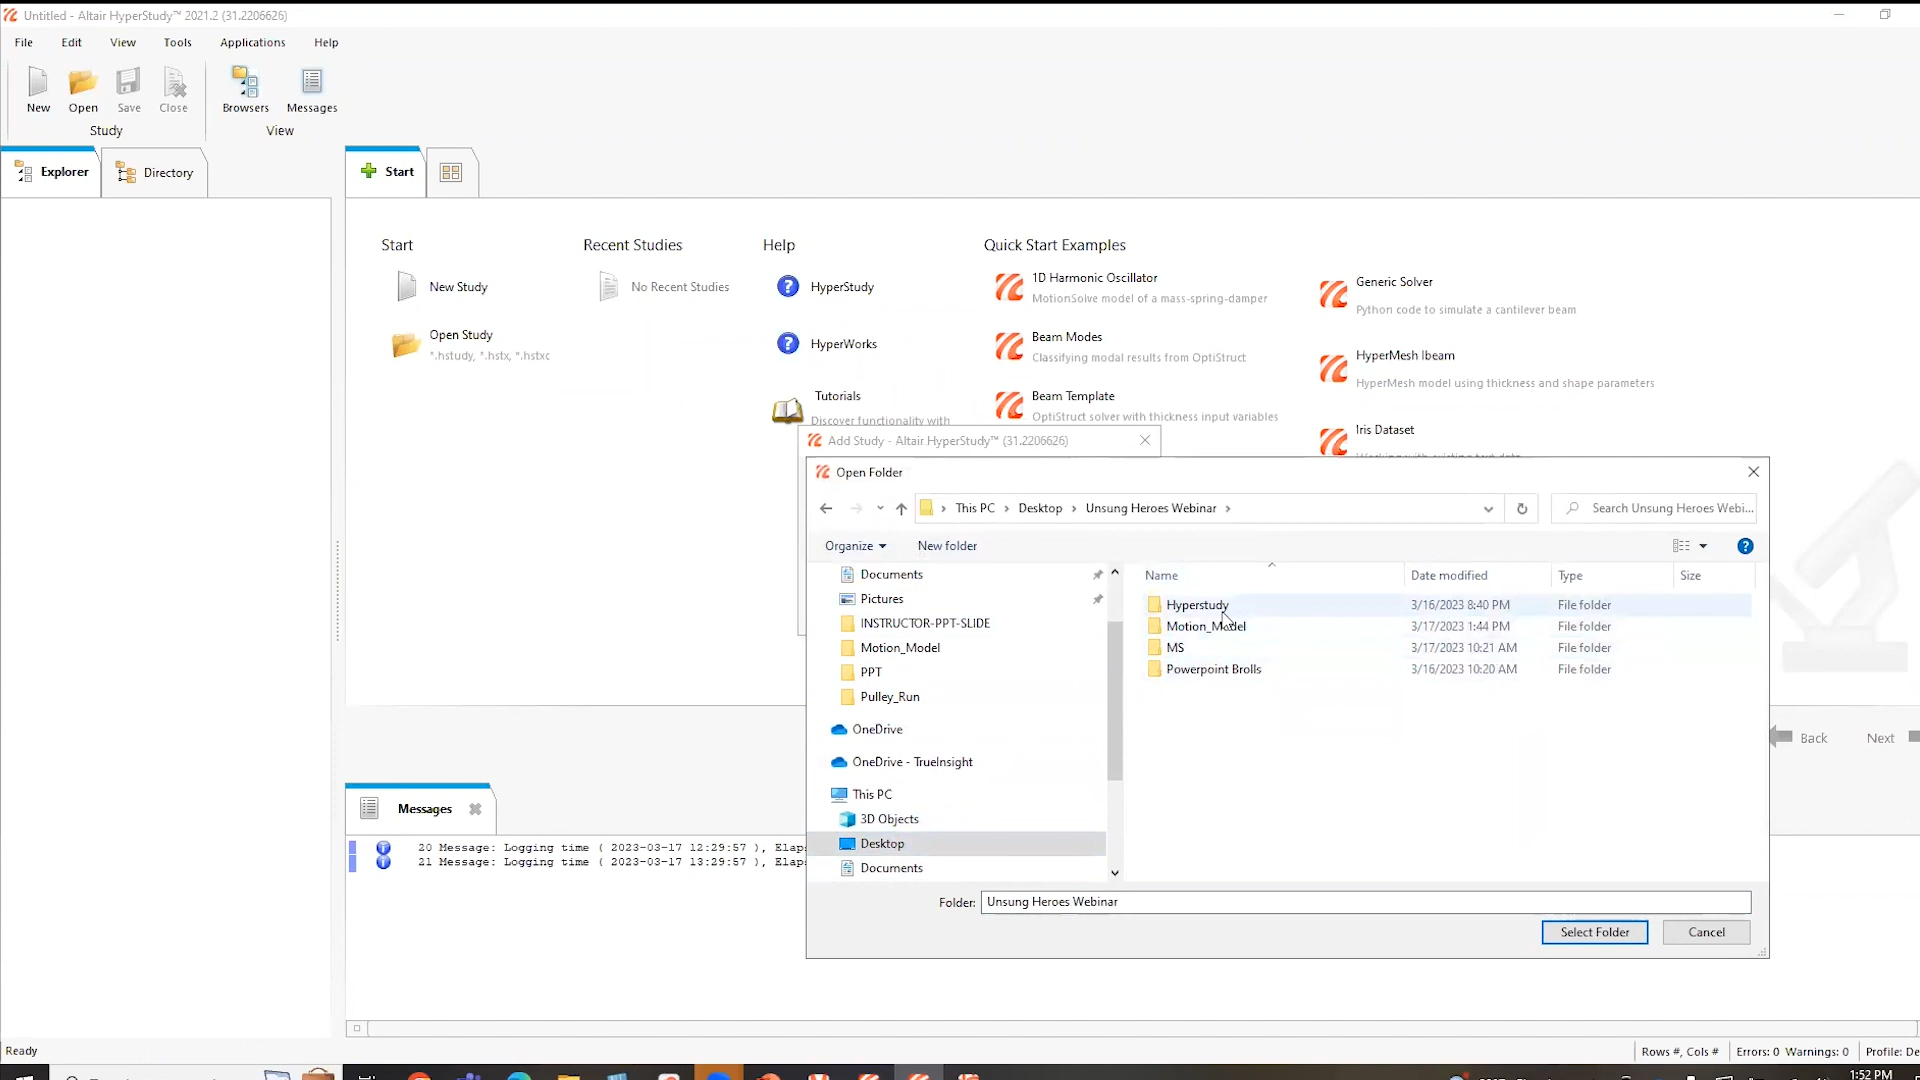 Untitled - Altair HyperStudy™ 2021.2 (31.2206626)
File Edit View Tools Applications Help
New Open Save Close Browsers Messages
Study View
Explorer Directory Start
Start Recent Studies Help Quick Start Examples
New Study
No Recent Studies
HyperStudy
1D Harmonic Oscillator
MotionSolve model of a mass-spring-damper
Generic Solver
Python code to simulate a cantilever beam
Open Study
*.hstudy, *.hstx, *.hstxc
HyperWorks
Beam Modes
Classifying modal results from OptiStruct
HyperMesh Ibeam
HyperMesh model using thickness and shape parameters
Tutorials
Discover functionality with
Beam Template
OptiStruct solver with thickness input variables
Iris Dataset
Add Study - Altair HyperStudy™ (31.2206626)
Open Folder
This PC > Desktop > Unsung Heroes Webinar >
Search Unsung Heroes Webi...
Organize New folder
Name Date modified Type Size
Documents
Pictures
INSTRUCTOR-PPT-SLIDE
Motion_Model
PPT
Pulley_Run
OneDrive
OneDrive - TrueInsight
This PC
3D Objects
Desktop
Documents
Hyperstudy 3/16/2023 8:40 PM File folder
Motion_Model 3/17/2023 1:44 PM File folder
MS 3/17/2023 10:21 AM File folder
Powerpoint Brolls 3/16/2023 10:20 AM File folder
Folder: Unsung Heroes Webinar
Select Folder Cancel
Back Next
Messages
20 Message: Logging time ( 2023-03-17 12:29:57 ), Elap
21 Message: Logging time ( 2023-03-17 13:29:57 ), Elap
Ready
Rows #, Cols # Errors: 0 Warnings: 0 Profile: De
1:52 PM